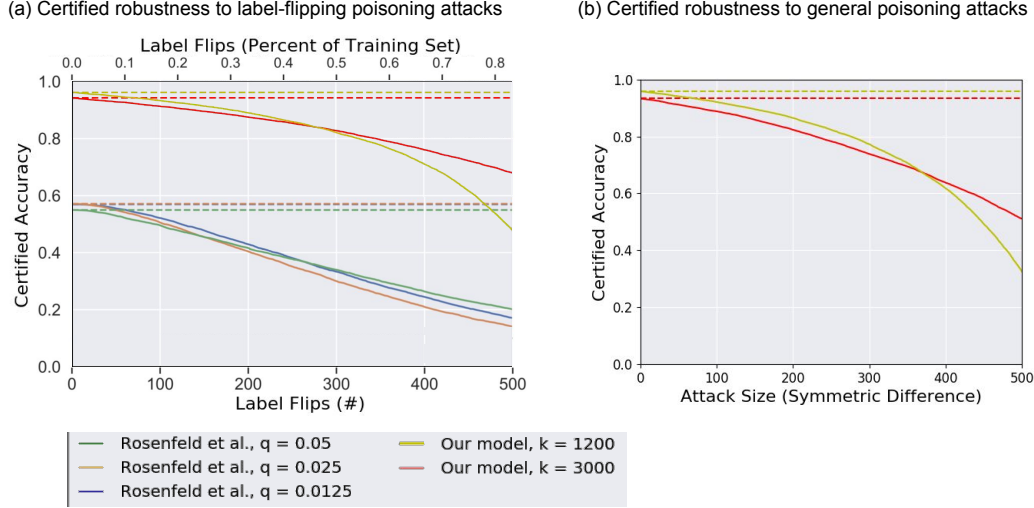 (a) Certified robustness to label-flipping poisoning attacks
Label Flips (Percent of Training Set)
0.0 0.1 0.2 0.3 0.4 0.5 0.6 0.7 0.8
1.0
0.8
0.6
0.4
0.2
0.0
Certified Accuracy
0 100 200 300 400 500
Label Flips (#)
(b) Certified robustness to general poisoning attacks
1.0
0.8
0.6
0.4
0.2
0.0
Certified Accuracy
0 100 200 300 400 500
Attack Size (Symmetric Difference)
Rosenfeld et al., q = 0.05
Rosenfeld et al., q = 0.025
Rosenfeld et al., q = 0.0125
Our model, k = 1200
Our model, k = 3000